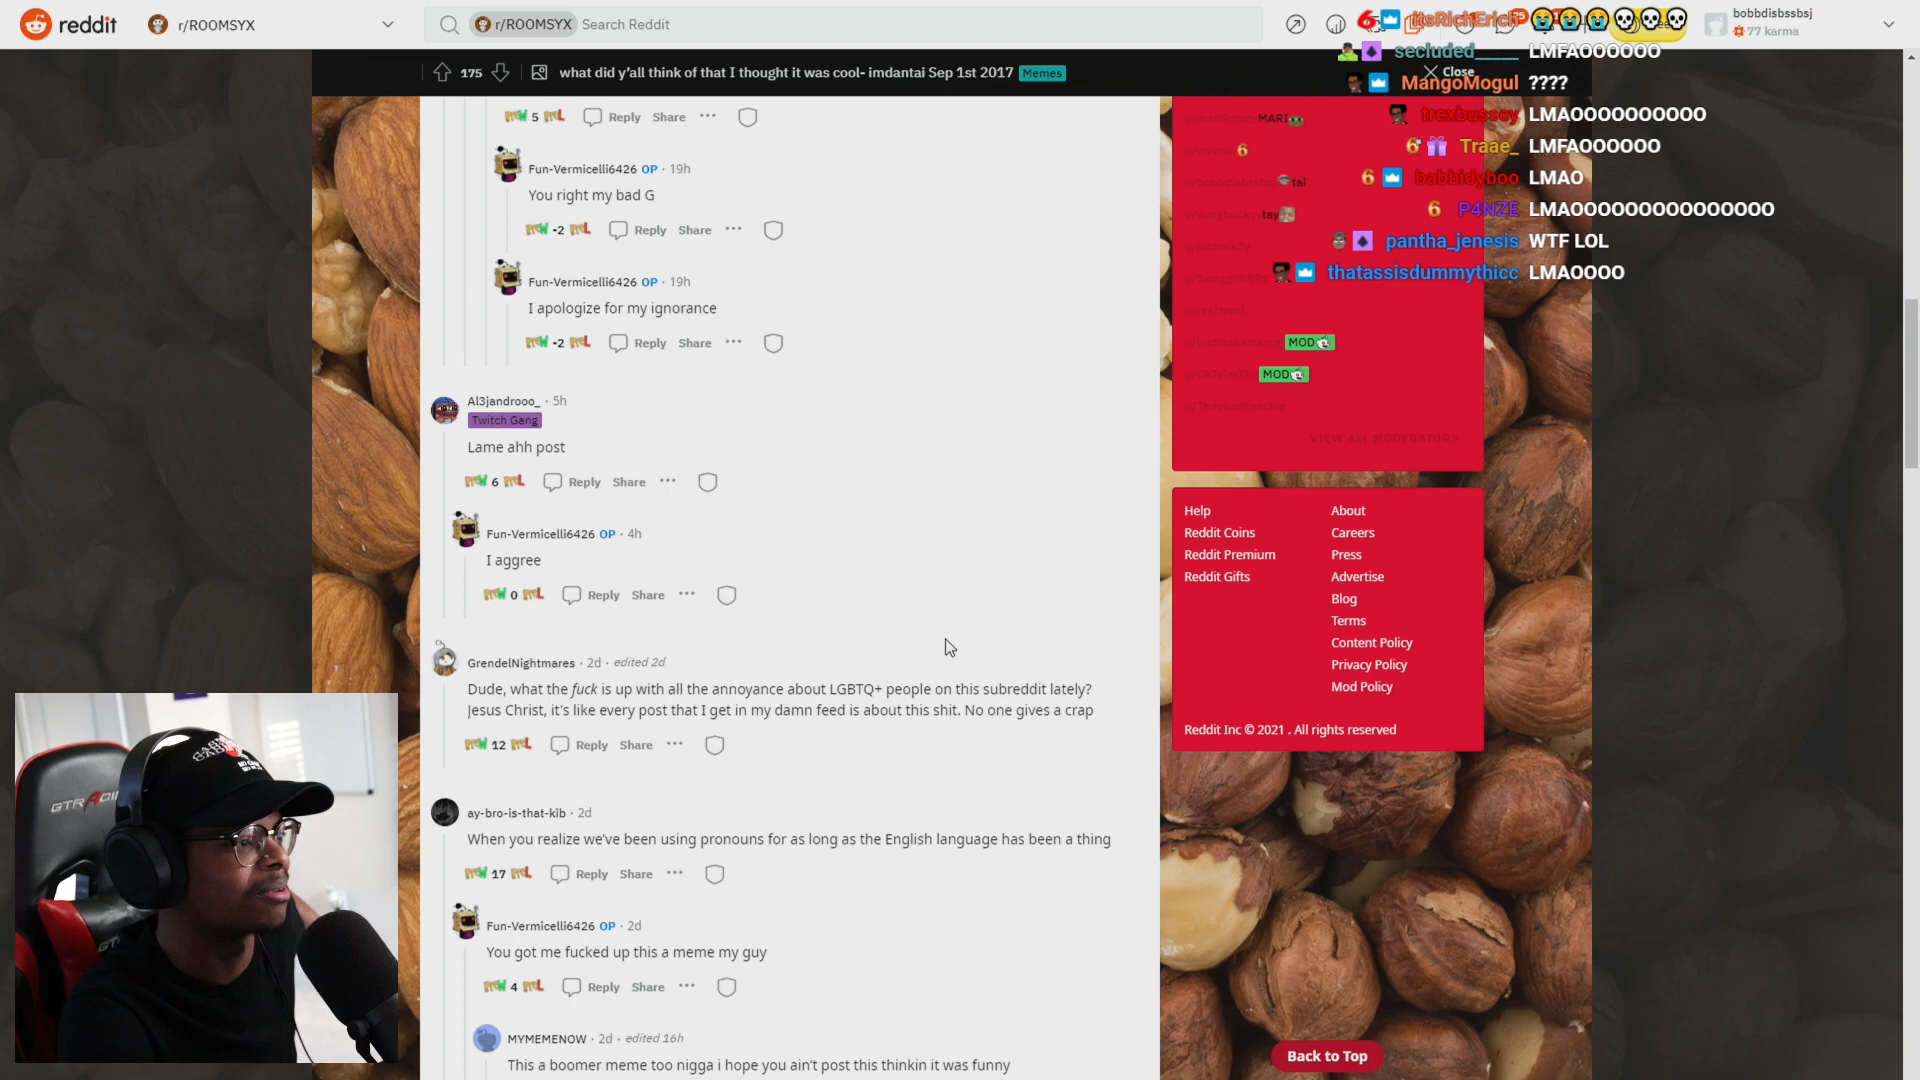 reddit r/ROOMSYX r/ROOMSYX Search Reddit
bobbdisbssbsj
77 karma
itsRichErich
secluded_____ LMFAOOOOOO
175 what did y'all think of that I thought it was cool- imdantai Sep 1st 2017 Memes Close
MangoMogul ????
trexbussey LMAOOOOOOOOOO
Traae_ LMFAOOOOOO
babbidyboo LMAO
P4NZE LMAOOOOOOOOOOOOOOO
pantha_jenesis WTF LOL
thatassisdummythicc LMAOOOO
5 Reply Share
Fun-Vermicelli6426 OP · 19h
You right my bad G
-2 Reply Share
Fun-Vermicelli6426 OP · 19h
I apologize for my ignorance
-2 Reply Share
Al3jandrooo_ · 5h
Twitch Gang
Lame ahh post
6 Reply Share
Fun-Vermicelli6426 OP · 4h
I aggree
0 Reply Share
GrendelNightmares · 2d · edited 2d
Dude, what the fuck is up with all the annoyance about LGBTQ+ people on this subreddit lately?
Jesus Christ, it's like every post that I get in my damn feed is about this shit. No one gives a crap
12 Reply Share
ay-bro-is-that-kib · 2d
When you realize we've been using pronouns for as long as the English language has been a thing
17 Reply Share
Fun-Vermicelli6426 OP · 2d
You got me fucked up this a meme my guy
4 Reply Share
MYMEMENOW · 2d · edited 16h
This a boomer meme too nigga i hope you ain't post this thinkin it was funny
MARI
6
tai
tay
MOD
MOD
VIEW ALL MODERATORS
Help About
Reddit Coins Careers
Reddit Premium Press
Reddit Gifts Advertise
Blog
Terms
Content Policy
Privacy Policy
Mod Policy
Reddit Inc © 2021 . All rights reserved
Back to Top